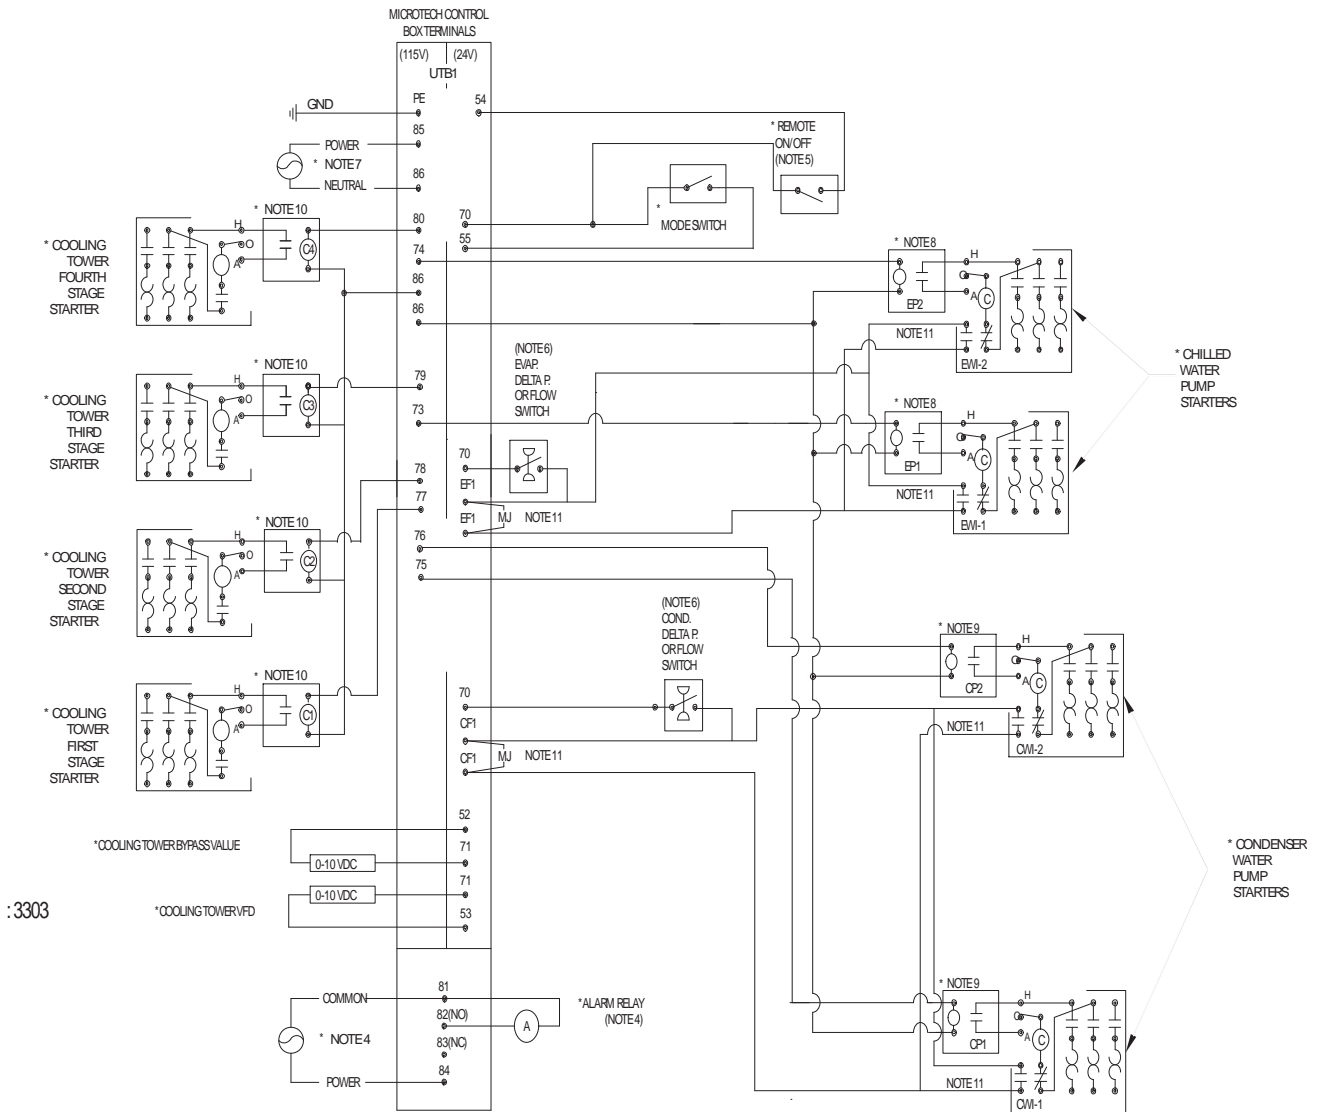 MICROTECH CONTROL
BOX TERMINALS
(115V) (24V)
UTB1
GND
PE
54
85
POWER
* NOTE 7
NEUTRAL
86
* REMOTE
ON/OFF
(NOTE 5)
*
MODE SWITCH
70
55
80
74
86
86
* COOLING
TOWER
FOURTH
STAGE
STARTER
* NOTE 10
H
O
A
C4
* NOTE 8
H
O
A
C
EP2
NOTE 11
EWI-2
* CHILLED
WATER
PUMP
STARTERS
(NOTE 6)
EVAP.
DELTA P.
OR FLOW
SWITCH
* COOLING
TOWER
THIRD
STAGE
STARTER
* NOTE 10
H
O
A
C3
79
73
* NOTE 8
H
O
A
C
EP1
NOTE 11
EWI-1
78
77
70
EF1
EF1
MJ
NOTE 11
76
75
* COOLING
TOWER
SECOND
STAGE
STARTER
* NOTE 10
H
O
A
C2
(NOTE 6)
COND.
DELTA P.
OR FLOW
SWITCH
* NOTE 9
H
O
A
C
CP2
NOTE 11
CWI-2
* COOLING
TOWER
FIRST
STAGE
STARTER
* NOTE 10
H
O
A
C1
70
CF1
CF1
MJ
NOTE 11
52
71
71
53
*COOLING TOWER BYPASS VALUE
0-10 VDC
0-10 VDC
*COOLING TOWER VFD
* CONDENSER
WATER
PUMP
STARTERS
: 3303
81
82(NO)
83(NC)
84
COMMON
* NOTE 4
POWER
A
*ALARM RELAY
(NOTE 4)
* NOTE 9
H
O
A
C
CP1
NOTE 11
CWI-1